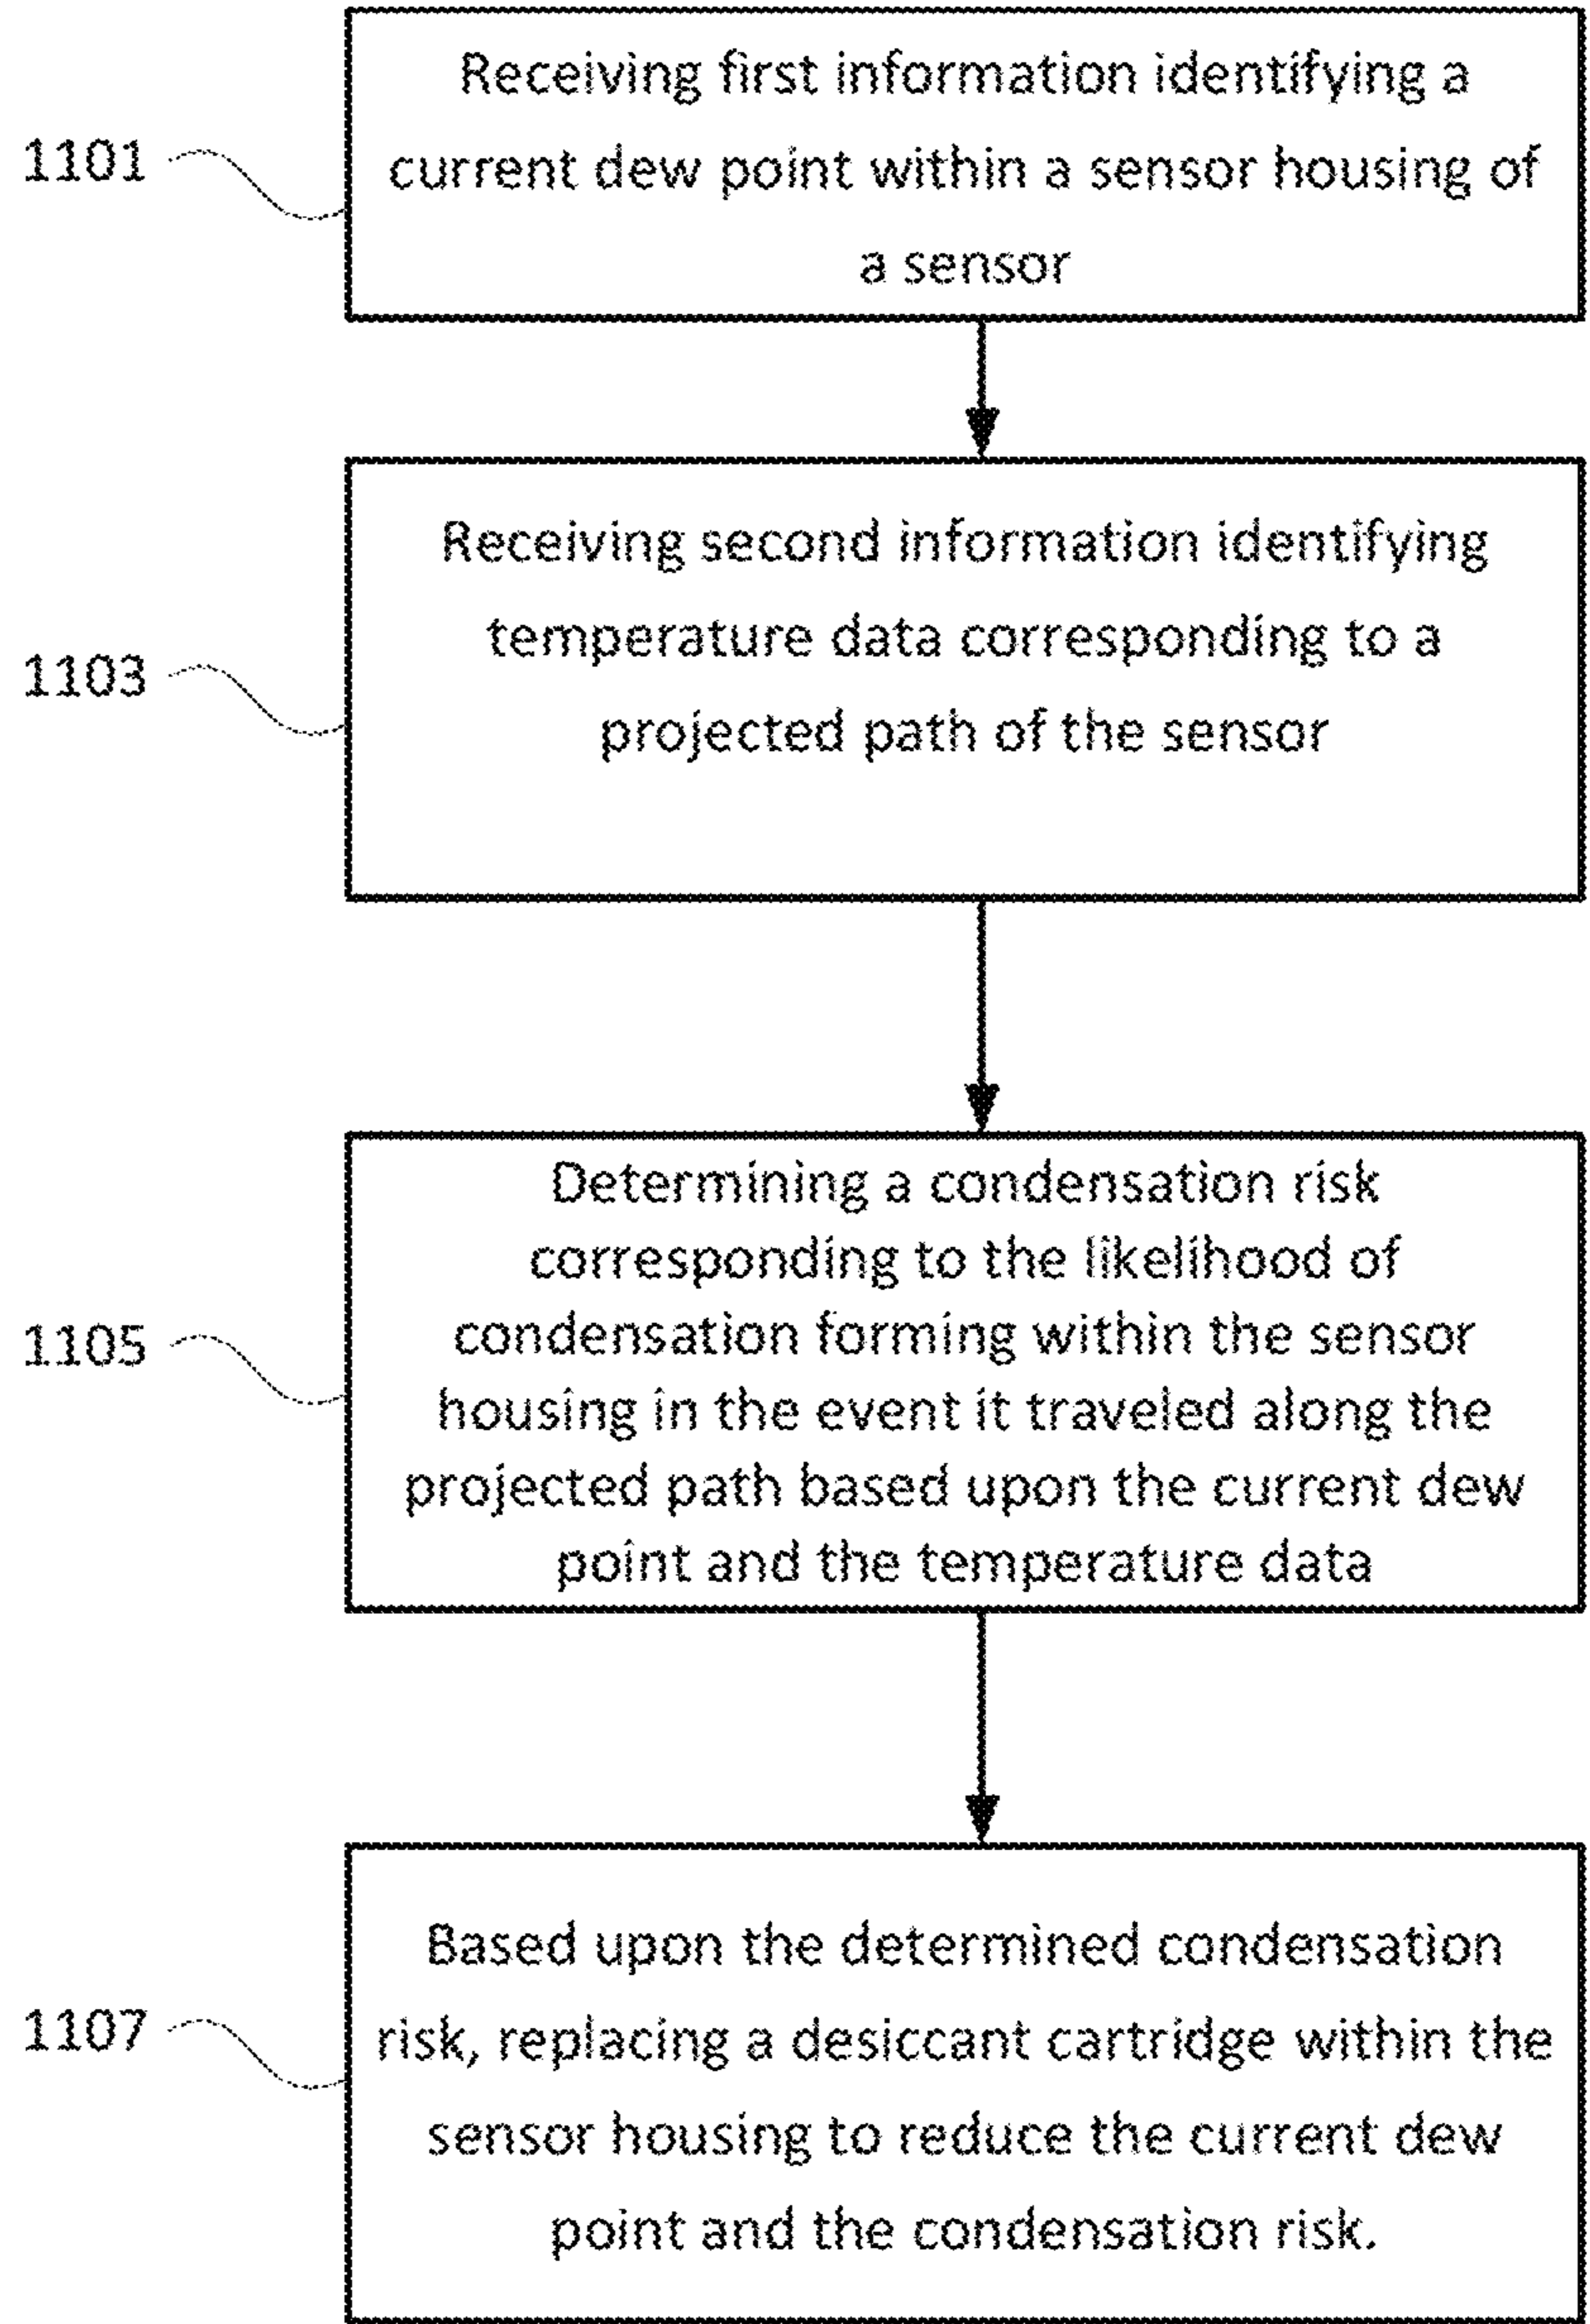 Receiving first information identifying a
1101
current dew point within a sensor housing of
a sensor
Receiving second information identifying
temperature data corresponding to a
1103
projected path of the sensor
Determining a condensation risk
corresponding to the likelihood of
1105
condensation forming within the sensor
housing in the event it traveled along the
projected path based upon the current dew
point and the temperature data
Based upon the determined condensation
1107
risk, replacing a desiccant cartridge within the
sensor housing to reduce the current dew
point and the condensation risk.